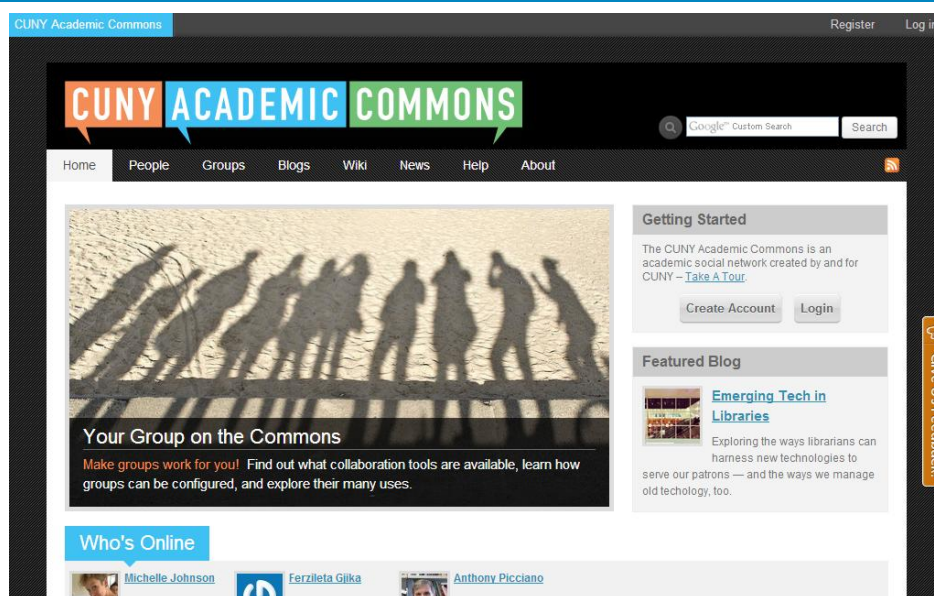 CUNY Academic Commons
Register
Log in
CUNY ACADEMIC COMMONS
Google™ Custom Search
Search
Home
People
Groups
Blogs
Wiki
News
Help
About
Your Group on the Commons
Make groups work for you! Find out what collaboration tools are available, learn how
groups can be configured, and explore their many uses.
Getting Started
The CUNY Academic Commons is an
academic social network created by and for
CUNY – Take A Tour.
Create Account
Login
Featured Blog
Emerging Tech in
Libraries
Exploring the ways librarians can
harness new technologies to
serve our patrons — and the ways we manage
old techology, too.
Who's Online
Michelle Johnson
Ferzileta Gjika
Anthony Picciano